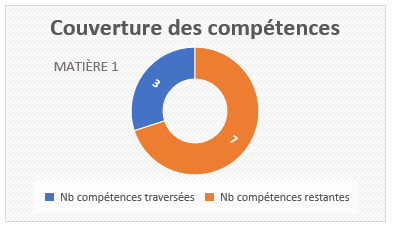 Couverture des compétences
MATIÈRE 1
3
7
Nb compétences traversées
Nb compétences restantes